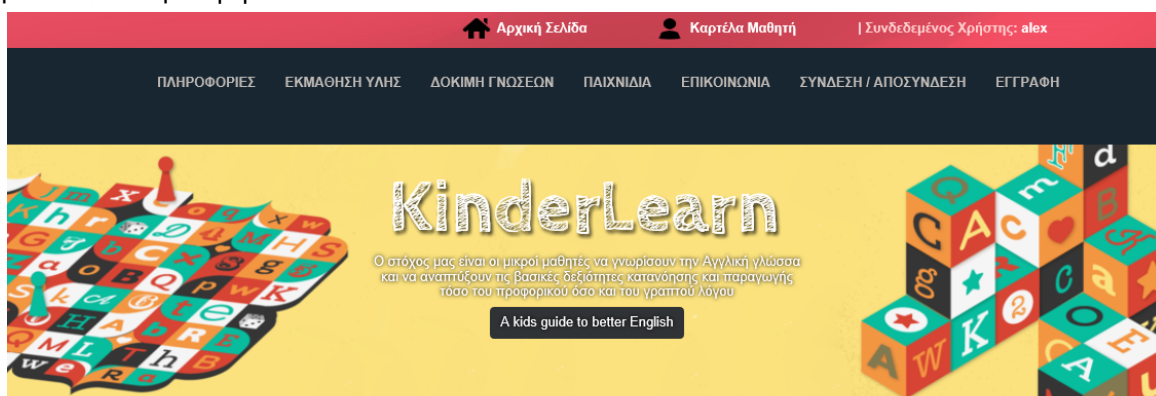 Αρχική Σελίδα Καρτέλα Μαθητή | Συνδεδεμένος Χρήστης: alex
ΠΛΗΡΟΦΟΡΙΕΣ ΕΚΜΑΘΗΣΗ ΥΛΗΣ ΔΟΚΙΜΗ ΓΝΩΣΕΩΝ ΠΑΙΧΝΙΔΙΑ ΕΠΙΚΟΙΝΩΝΙΑ ΣΥΝΔΕΣΗ / ΑΠΟΣΥΝΔΕΣΗ ΕΓΓΡΑΦΗ
KinderLearn
Ο στόχος μας είναι οι μικροί μαθητές να γνωρίσουν την Αγγλική γλώσσα
και να αναπτύξουν τις βασικές δεξιότητες κατανόησης και παραγωγής
τόσο του προφορικού όσο και του γραπτού λόγου
A kids guide to better English